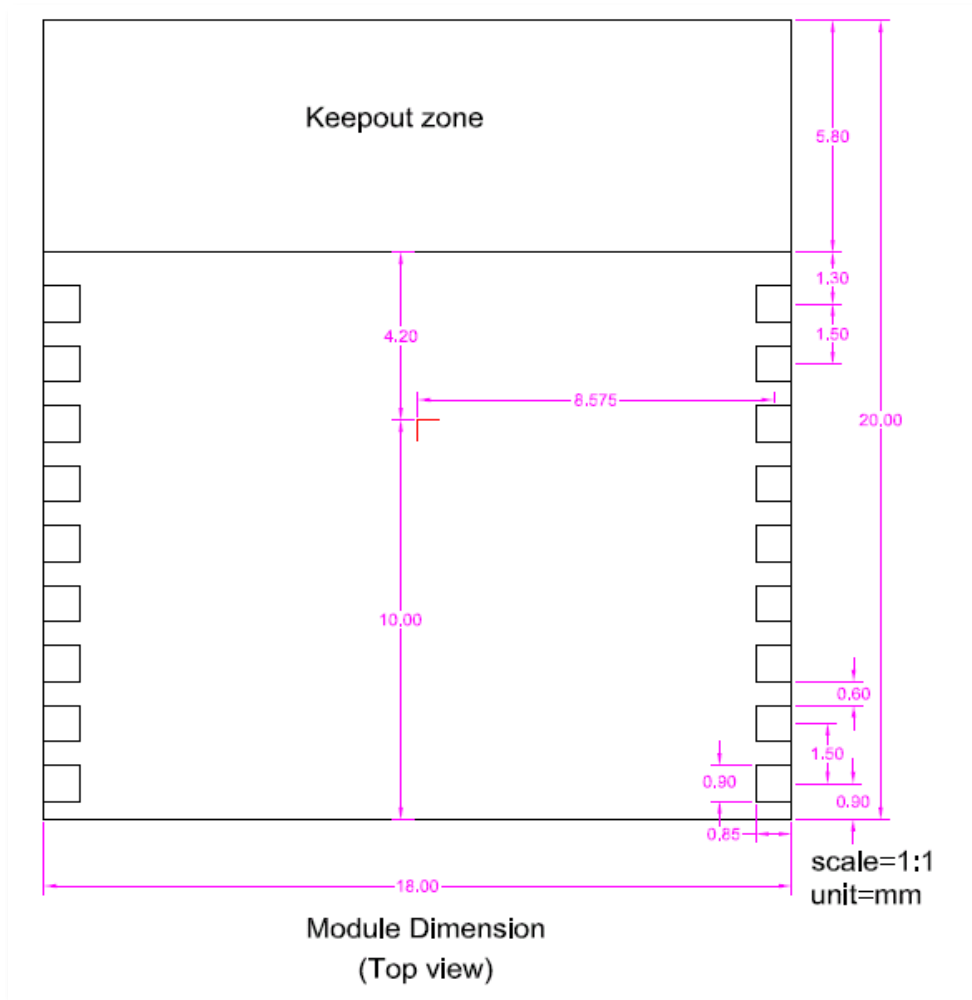 Keepout zone
5.80
1.30
4.20
1.50
8.575
20.00
10.00
0.60
1.50
0.90
0.90
0.85
scale=1:1
18.00
unit=mm
Module Dimension
(Top view)